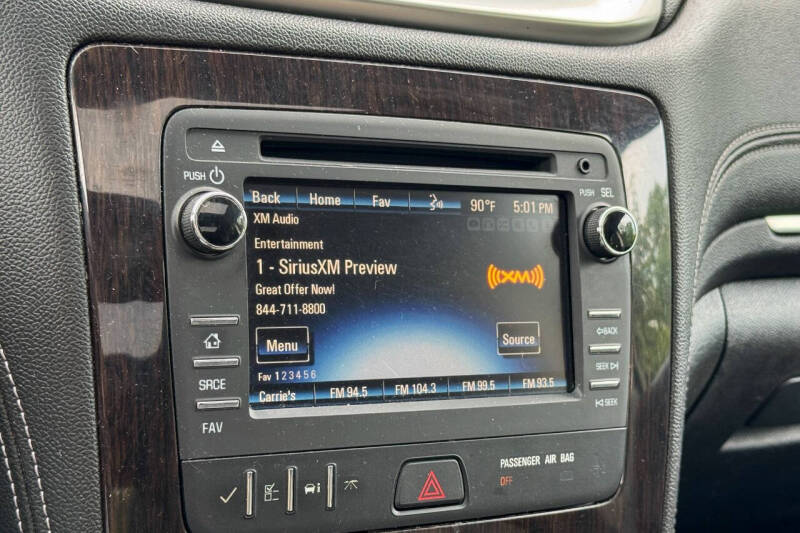 PUSH
PUSH SEL
Back Home Fav 90°F 5:01 PM
XM Audio
Entertainment
1 - SiriusXM Preview
((XM))
Great Offer Now!
844-711-8800
Menu
Source
Fav 1 2 3 4 5 6
Carrie's FM 94.5 FM 104.3 FM 99.5 FM 93.5
SRCE
FAV
BACK
SEEK
SEEK
PASSENGER AIR BAG
OFF